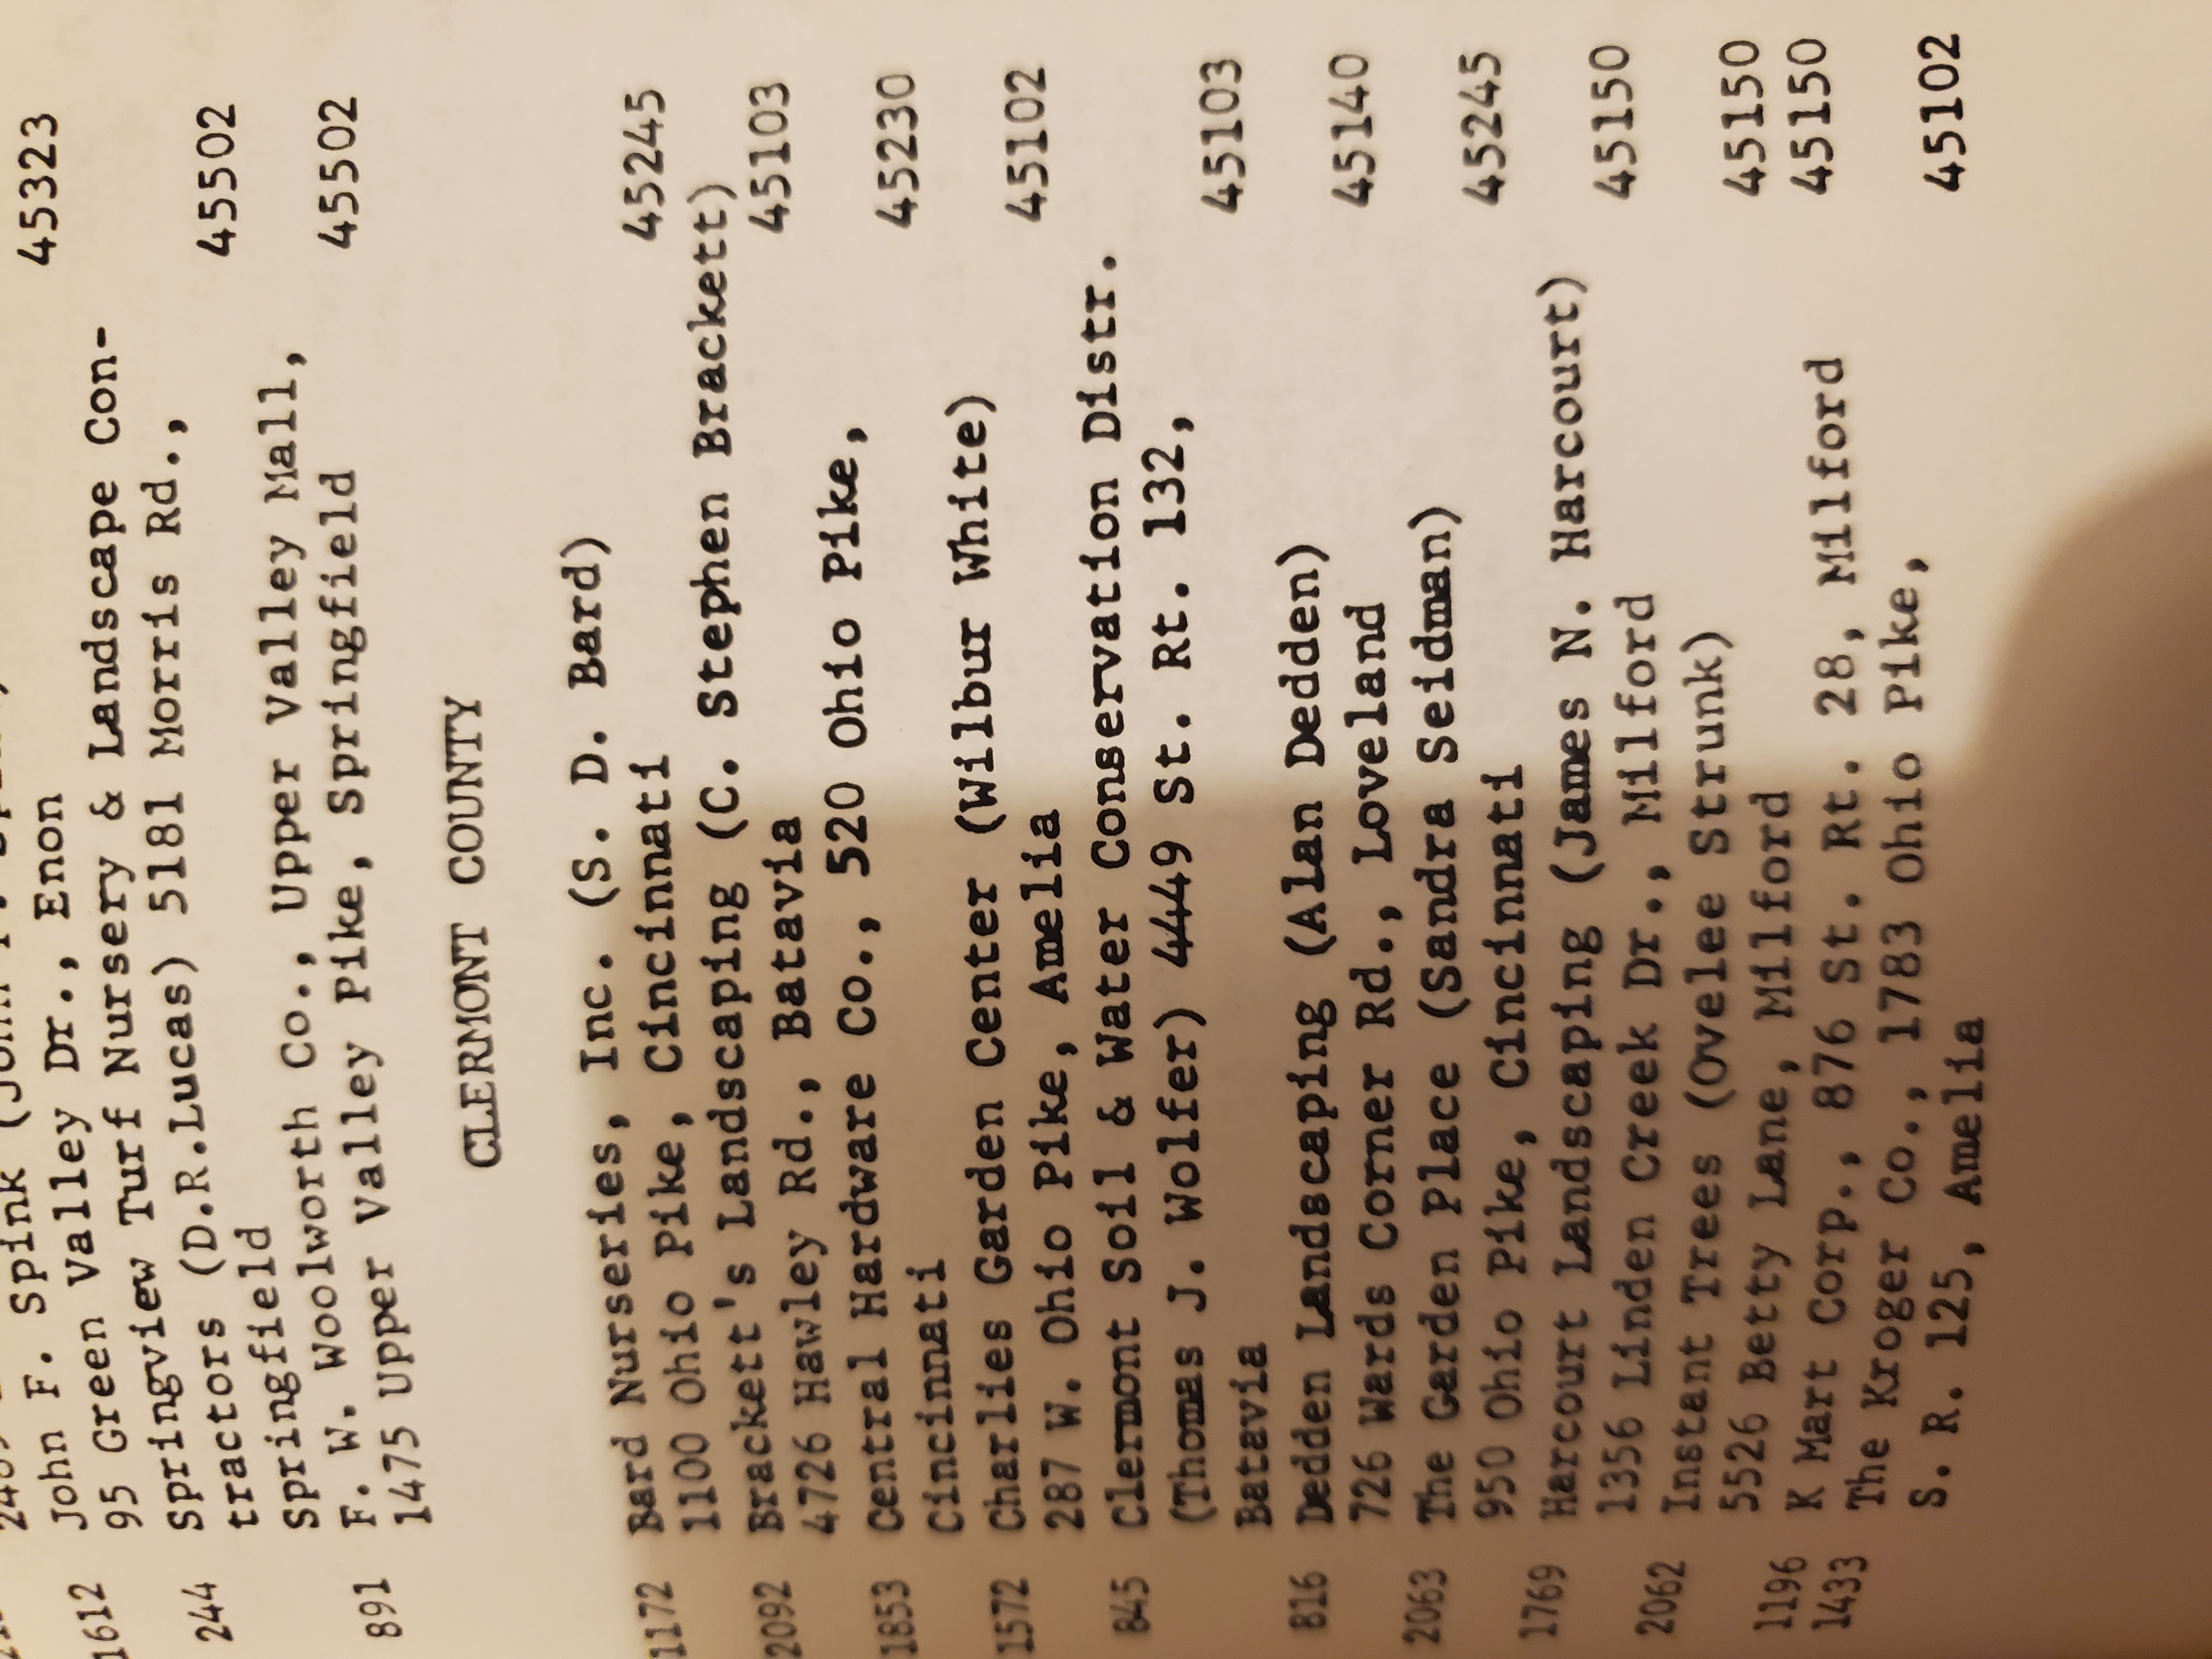 John F. Spink
1612 John F. Spink
95 Green Valley Dr., Enon 45323
244 Springview Turf Nursery & Landscape Con-
tractors (D.R.Lucas) 5181 Morris Rd.,
Springfield 45502
891 F. W. Woolworth Co., Upper Valley Mall,
1475 Upper Valley Pike, Springfield 45502
CLERMONT COUNTY
1172 Bard Nurseries, Inc. (S. D. Bard)
1100 Ohio Pike, Cincinnati 45245
2092 Brackett's Landscaping (C. Stephen Brackett)
4726 Hawley Rd., Batavia 45103
1853 Central Hardware Co., 520 Ohio Pike,
Cincinnati 45230
1572 Charlies Garden Center (Wilbur White)
287 W. Ohio Pike, Amelia 45102
845 Clermont Soil & Water Conservation Distr.
(Thomas J. Wolfer) 4449 St. Rt. 132,
Batavia 45103
816 Dedden Landscaping (Alan Dedden)
726 Wards Corner Rd., Loveland 45140
2063 The Garden Place (Sandra Seidman)
950 Ohio Pike, Cincinnati 45245
1769 Harcourt Landscaping (James N. Harcourt)
1356 Linden Creek Dr., Milford 45150
2062 Instant Trees (Ovelee Strunk)
5526 Betty Lane, Milford 45150
1196 K Mart Corp., 876 St. Rt. 28, Milford 45150
1433 The Kroger Co., 1783 Ohio Pike,
S. R. 125, Amelia 45102